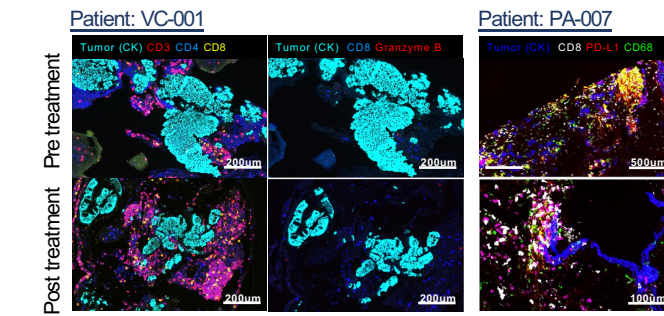 Patient: VC-001
Patient: PA-007
Tumor (CK) CD3 CD4 CD8
Tumor (CK) CD8 Granzyme B
Tumor (CK) CD8 PD-L1 CD68
Pre treatment
200um
200um
500um
Post treatment
200um
200um
100um